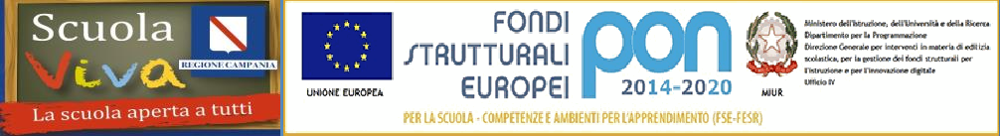 Scuola
Viva
REGIONE CAMPANIA
La scuola aperta a tutti
UNIONE EUROPEA
FONDI
STRUTTURALI
EUROPEI
pon
2014-2020
MIUR
Ministero dell'Istruzione, dell'Università e della Ricerca
Dipartimento per la Programmazione
Direzione Generale per interventi in materia di edilizia
scolastica, per la gestione dei fondi strutturali per
l'istruzione e per l'innovazione digitale
Ufficio IV
PER LA SCUOLA - COMPETENZE E AMBIENTI PER L'APPRENDIMENTO (FSE-FESR)